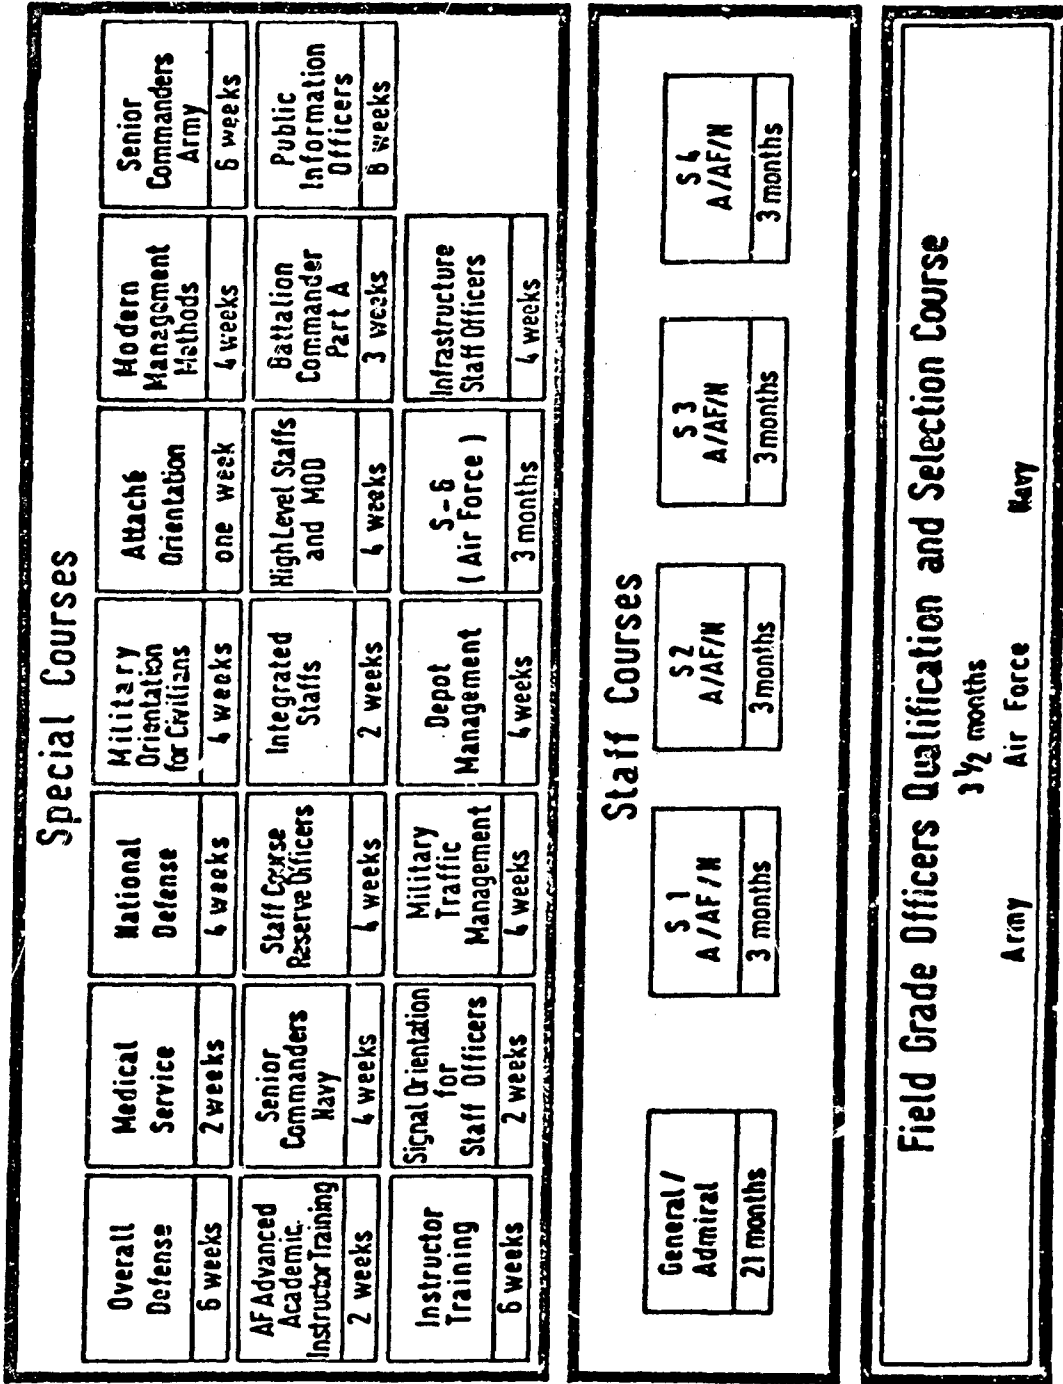 Special Courses
Overall
Defense
6 weeks
Medical
Service
2 weeks
National
Defense
4 weeks
Military
Orientation
for Civilians
4 weeks
Attaché
Orientation
one week
Modern
Management
Methods
4 weeks
Senior
Commanders
Army
6 weeks
AF Advanced
Academic
Instructor Training
2 weeks
Senior
Commanders
Navy
4 weeks
Staff Course
Reserve Officers
4 weeks
Integrated
Staffs
2 weeks
High Level Staffs
and MOD
4 weeks
Battalion
Commander
Part A
3 weeks
Public
Information
Officers
8 weeks
Instructor
Training
6 weeks
Signal Orientation
for
Staff Officers
2 weeks
Military
Traffic
Management
4 weeks
Depot
Management
4 weeks
S-6
( Air Force )
3 months
Infrastructure
Staff Officers
4 weeks
Staff Courses
General/
Admiral
21 months
S 1
A/AF/N
3 months
S 2
A/AF/N
3 months
S 3
A/AF/N
3 months
S 4
A/AF/N
3 months
Field Grade Officers Qualification and Selection Course
3 1/2 months
Army Air Force Navy